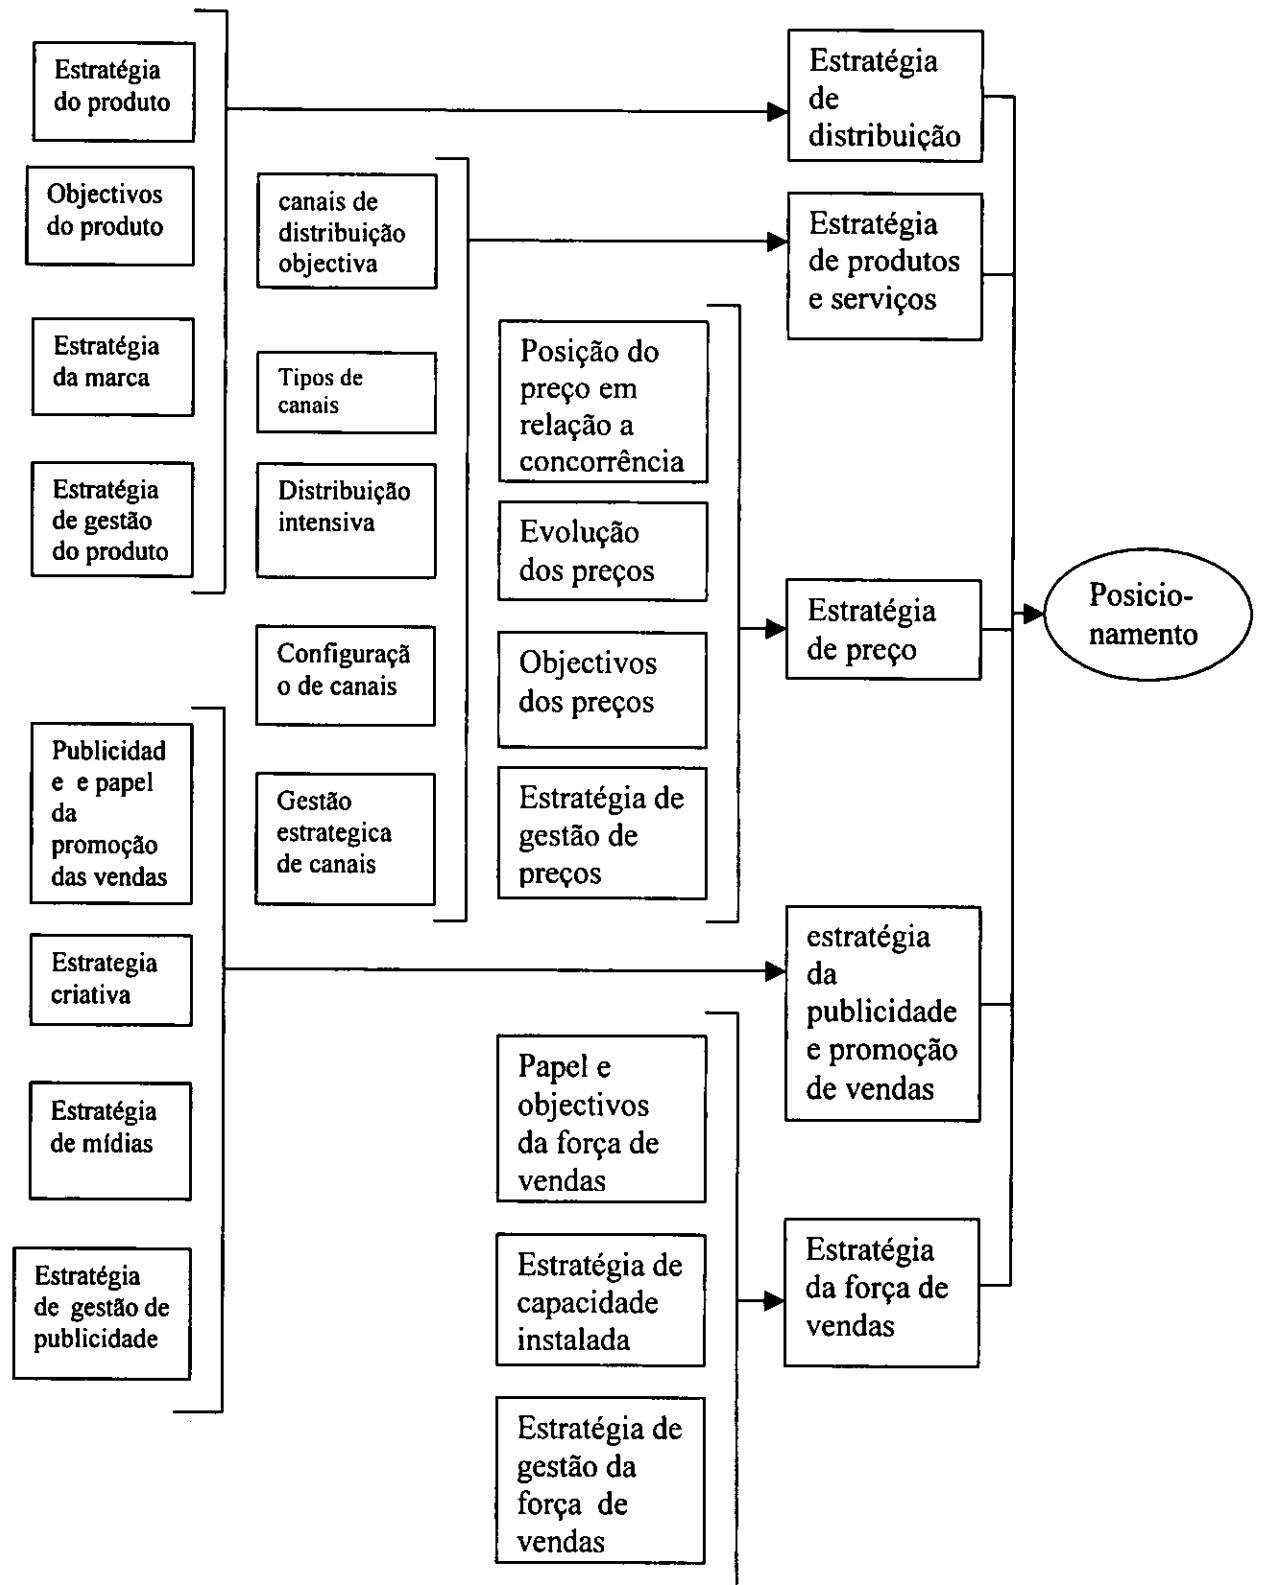 Estratégia
do produto
Objectivos
do produto
Estratégia
da marca
Estratégia
de gestão
do produto
canais de
distribuição
objectiva
Tipos de
canais
Distribuição
intensiva
Configuraçã
o de canais
Gestão
estrategica
de canais
Posição do
preço em
relação a
concorrência
Evolução
dos preços
Objectivos
dos preços
Estratégia de
gestão de
preços
Publicidad
e e papel
da
promoção
das vendas
Estrategia
criativa
Estratégia
de mídias
Estratégia
de gestão de
publicidade
Papel e
objectivos
da força de
vendas
Estratégia de
capacidade
instalada
Estratégia de
gestão da
força de
vendas
Estratégia
de
distribuição
Estratégia
de produtos
e serviços
Estratégia
de preço
estratégia
da
publicidade
e promoção
de vendas
Estratégia
da força de
vendas
Posicio-
namento